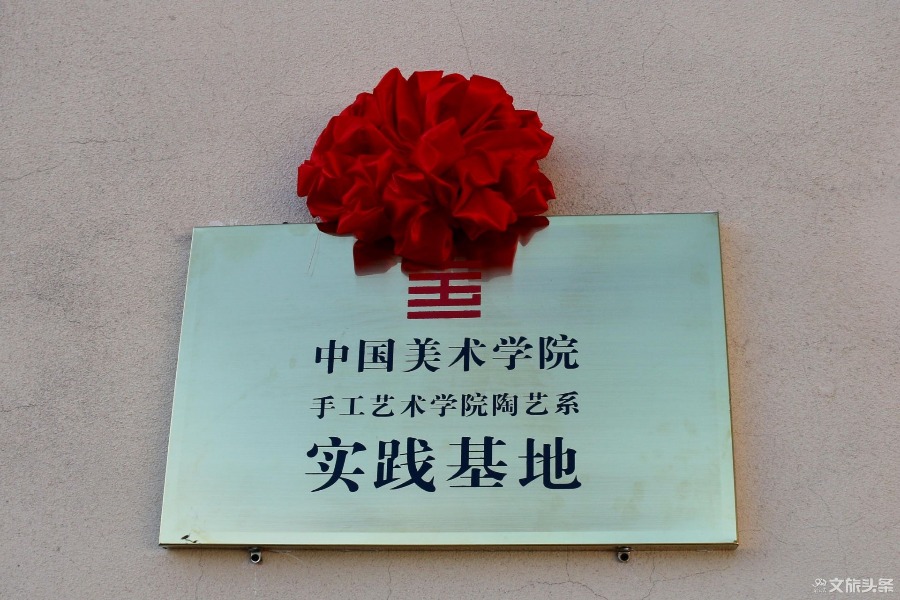 中国美术学院
手工艺术学院陶艺系
实践基地
文旅头条